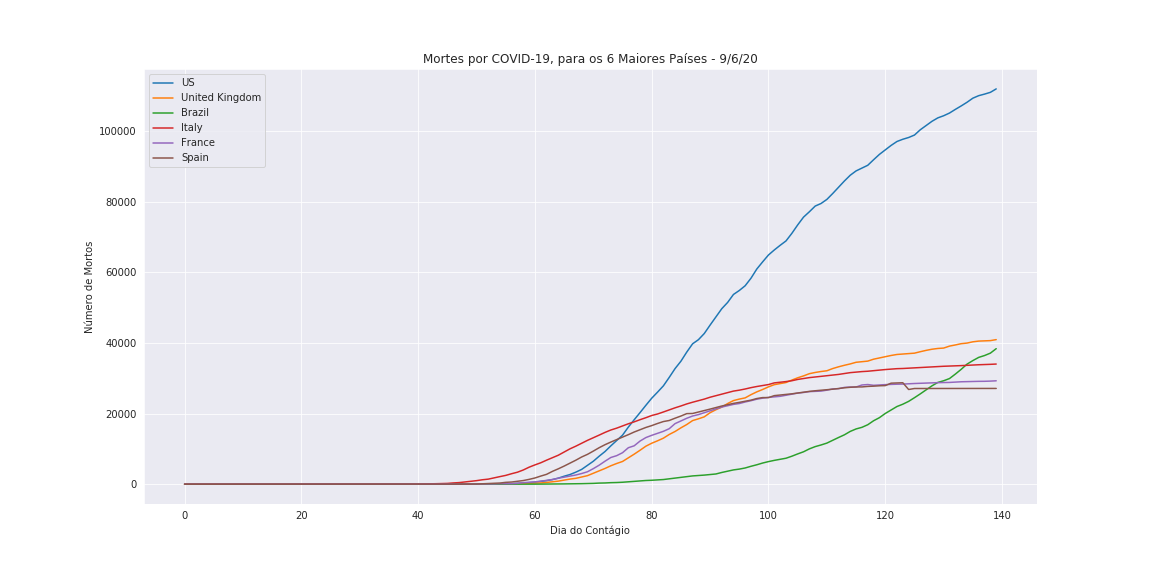 Mortes por COVID-19, para os 6 Maiores Países - 9/6/20
US
United Kingdom
Brazil
Italy
France
Spain
100000
80000
60000
40000
20000
0
Número de Mortos
0 20 40 60 80 100 120 140
Dia do Contágio